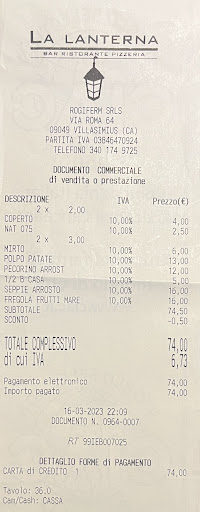 LA LANTERNA
BAR RISTORANTE PIZZERIA
ROGIFERM SRLS
VIA ROMA 64
09049 VILLASIMIUS (CA)
PARTITA IVA 03846470924
TELEFONO 340 174 9725
DOCUMENTO COMMERCIALE
di vendita o prestazione
DESCRIZIONE IVA Prezzo(€)
2 x 2,00
COPERTO 10,00% 4,00
NAT 075 10,00% 2,50
2 x 3,00
MIRTO 10,00% 6,00
POLPO PATATE 10,00% 13,00
PECORINO ARROST 10,00% 12,00
1/2 B CASA 10,00% 5,00
SEPPIE ARROSTO 10,00% 16,00
FREGOLA FRUTTI MARE 10,00% 16,00
SUBTOTALE 74,50
SCONTO -0,50
TOTALE COMPLESSIVO 74,00
di cui IVA 6,73
Pagamento elettronico 74,00
Importo pagato 74,00
16-03-2023 22:09
DOCUMENTO N. 0964-0007
RT 99IEB007025
DETTAGLIO FORME di PAGAMENTO
CARTA di CREDITO 1 74,00
Tavolo: 36.0
Cam/Cash: CASSA